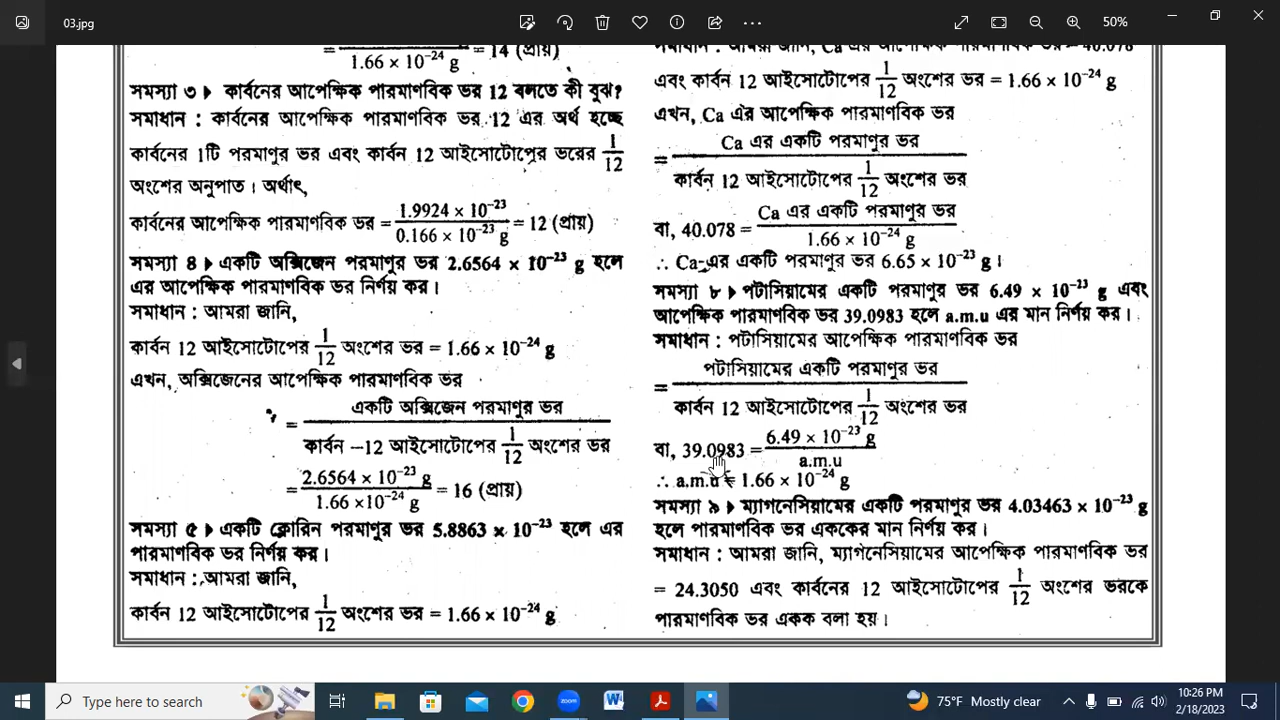 03.jpg
50%
= 1.66 × 10⁻²⁴ g = 14 (প্রায়)
সমস্যা ৩ ▶ কার্বনের আপেক্ষিক পারমাণবিক ভর 12 বলতে কী বুঝ?
সমাধান : কার্বনের আপেক্ষিক পারমাণবিক ভর 12 এর অর্থ হচ্ছে
কার্বনের 1টি পরমাণুর ভর এবং কার্বন 12 আইসোটোপের ভরের 1/12
অংশের অনুপাত। অর্থাৎ,
কার্বনের আপেক্ষিক পারমাণবিক ভর = 1.9924 × 10⁻²³ / 0.166 × 10⁻²³ g = 12 (প্রায়)
সমস্যা ৪ ▶ একটি অক্সিজেন পরমাণুর ভর 2.6564 × 10⁻²³ g হলে
এর আপেক্ষিক পারমাণবিক ভর নির্ণয় কর।
সমাধান : আমরা জানি,
কার্বন 12 আইসোটোপের 1/12 অংশের ভর = 1.66 × 10⁻²⁴ g
এখন, অক্সিজেনের আপেক্ষিক পারমাণবিক ভর
= একটি অক্সিজেন পরমাণুর ভর
কার্বন –12 আইসোটোপের 1/12 অংশের ভর
= 2.6564 × 10⁻²³ g / 1.66 × 10⁻²⁴ g = 16 (প্রায়)
সমস্যা ৫ ▶ একটি ক্লোরিন পরমাণুর ভর 5.8863 × 10⁻²³ হলে এর
পারমাণবিক ভর নির্ণয় কর।
সমাধান : আমরা জানি,
কার্বন 12 আইসোটোপের 1/12 অংশের ভর = 1.66 × 10⁻²⁴ g
সমাধান : আমরা জানি, Ca এর আপেক্ষিক পারমাণবিক ভর = 40.078
এবং কার্বন 12 আইসোটোপের 1/12 অংশের ভর = 1.66 × 10⁻²⁴ g
এখন, Ca এর আপেক্ষিক পারমাণবিক ভর
= Ca এর একটি পরমাণুর ভর
কার্বন 12 আইসোটোপের 1/12 অংশের ভর
বা, 40.078 = Ca এর একটি পরমাণুর ভর / 1.66 × 10⁻²⁴ g
∴ Ca-এর একটি পরমাণুর ভর 6.65 × 10⁻²³ g।
সমস্যা ৮ ▶ পটাসিয়ামের একটি পরমাণুর ভর 6.49 × 10⁻²³ g এবং
আপেক্ষিক পারমাণবিক ভর 39.0983 হলে a.m.u এর মান নির্ণয় কর।
সমাধান : পটাসিয়ামের আপেক্ষিক পারমাণবিক ভর
= পটাসিয়ামের একটি পরমাণুর ভর
কার্বন 12 আইসোটোপের 1/12 অংশের ভর
বা, 39.0983 = 6.49 × 10⁻²³ g / a.m.u
∴ a.m.u = 1.66 × 10⁻²⁴ g
সমস্যা ৯ ▶ ম্যাগনেসিয়ামের একটি পরমাণুর ভর 4.03463 × 10⁻²³ g
হলে পারমাণবিক ভর এককের মান নির্ণয় কর।
সমাধান : আমরা জানি, ম্যাগনেসিয়ামের আপেক্ষিক পারমাণবিক ভর
= 24.3050 এবং কার্বনের 12 আইসোটোপের 1/12 অংশের ভরকে
পারমাণবিক ভর একক বলা হয়।
Type here to search
zoom
75°F Mostly clear
10:26 PM
2/18/2023